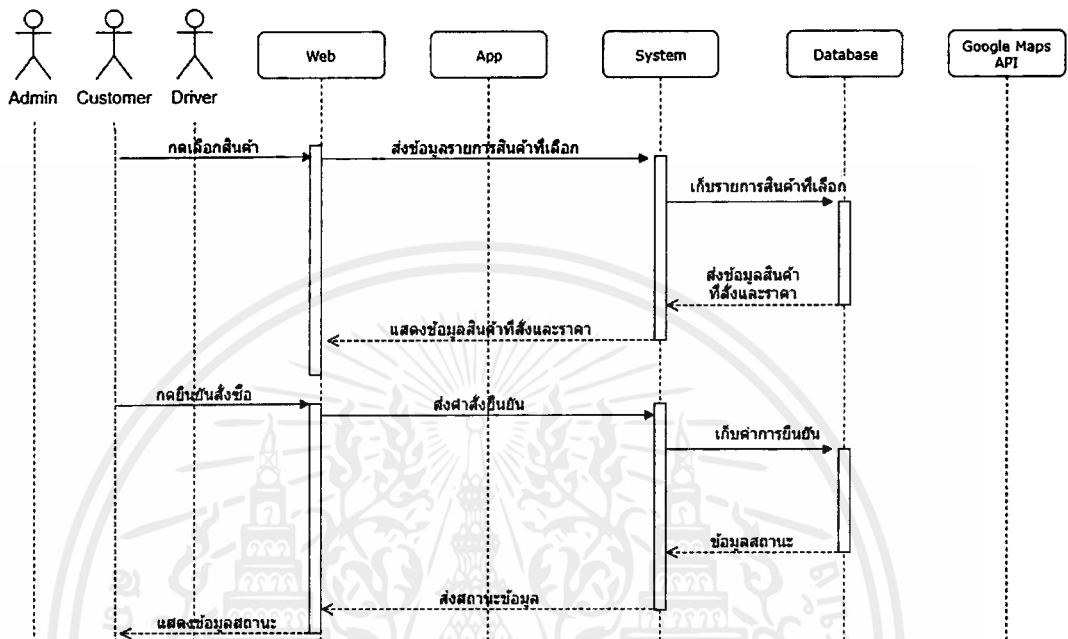 Admin
Customer
Driver
Web
App
System
Database
Google Maps
API
กดเลือกสินค้า
ส่งข้อมูลรายการสินค้าที่เลือก
เก็บรายการสินค้าที่เลือก
ส่งข้อมูลสินค้า
ที่สั่งและราคา
แสดงข้อมูลสินค้าที่สั่งและราคา
กดยืนยันสั่งซื้อ
ส่งคำสั่งยืนยัน
เก็บค่าการยืนยัน
ข้อมูลสถานะ
ส่งสถานะข้อมูล
แสดงข้อมูลสถานะ